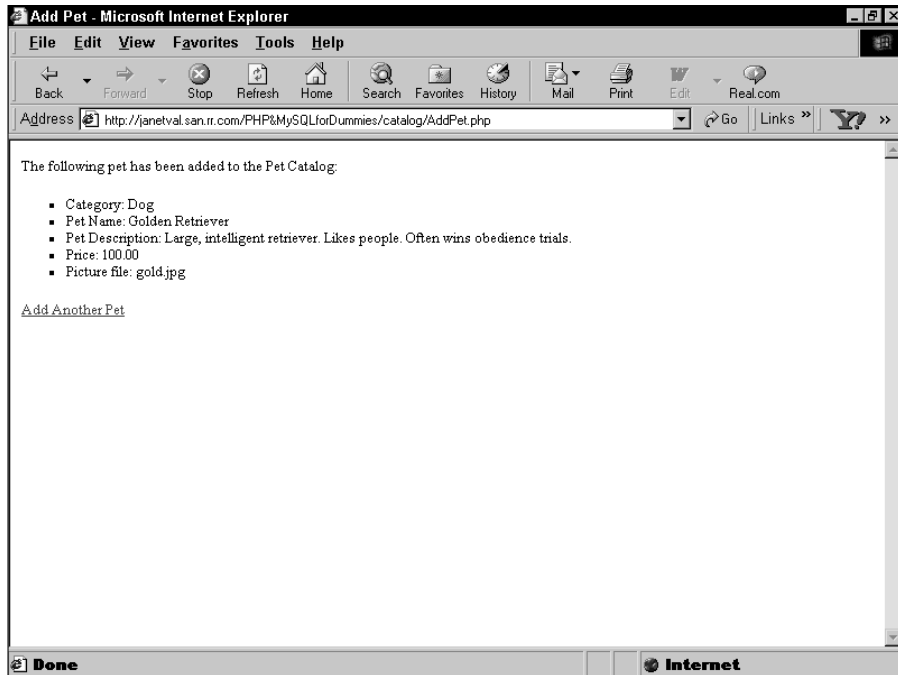 Add Pet - Microsoft Internet Explorer
File Edit View Favorites Tools Help
Back Forward Stop Refresh Home Search Favorites History Mail Print Edit Real.com
Address http://janetval.san.rr.com/PHP&MySQLforDummies/catalog/AddPet.php Go Links » Y? »
The following pet has been added to the Pet Catalog:
Category: Dog
Pet Name: Golden Retriever
Pet Description: Large, intelligent retriever. Likes people. Often wins obedience trials.
Price: 100.00
Picture file: gold.jpg
Add Another Pet
Done Internet